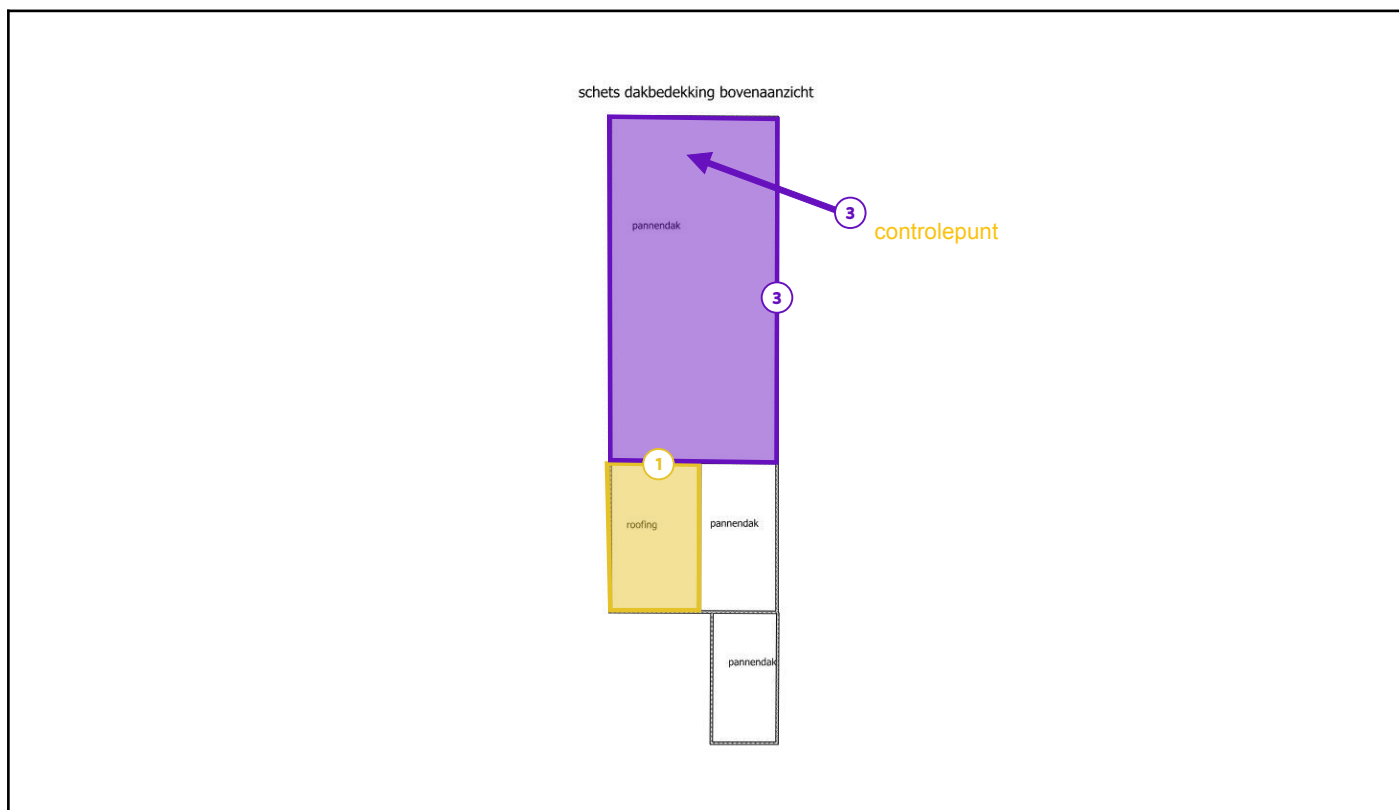 schets dakbedekking bovenaanzicht
pannendak
3
controlepunt
3
1
roofing
pannendak
pannendak